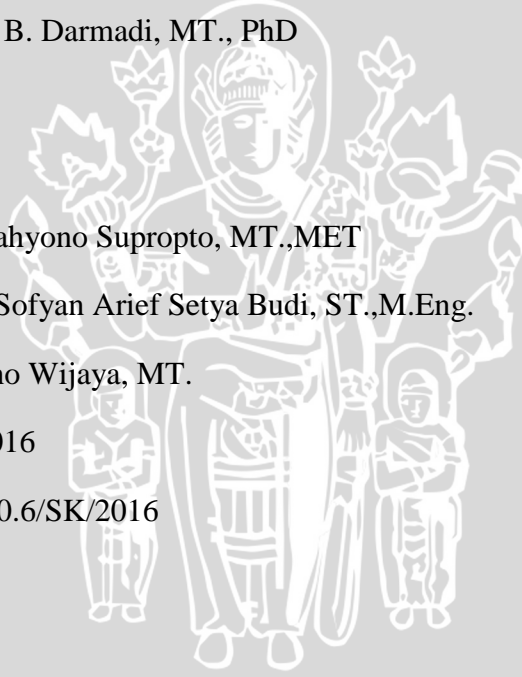 B. Darmadi, MT., PhD
ahyono Supropto, MT.,MET
Sofyan Arief Setya Budi, ST.,M.Eng.
no Wijaya, MT.
016
0.6/SK/2016